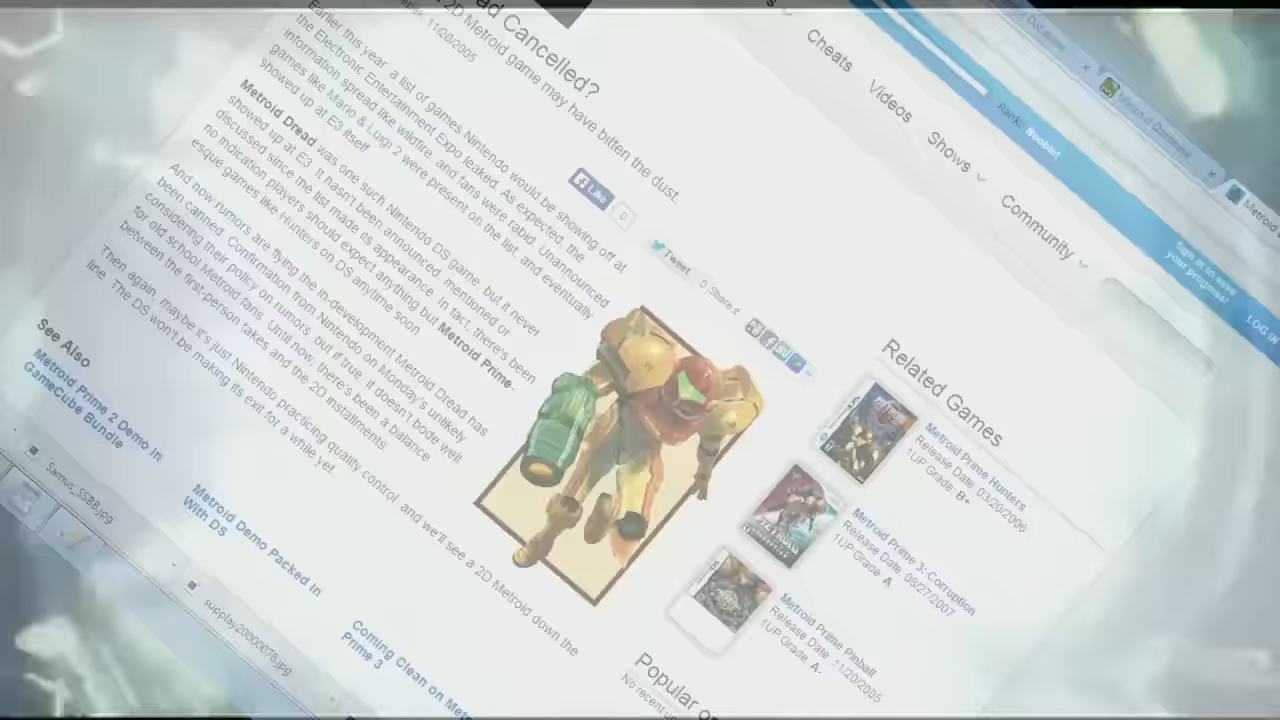 ad Cancelled?
2D Metroid game may have bitten the dust.
11/20/2005
Like
0
Tweet
0
Share it
Earlier this year, a list of games Nintendo would be showing off at
the Electronic Entertainment Expo leaked. As expected, the
information spread like wildfire, and fans were rabid. Unannounced
games like Mario & Luigi 2 were present on the list, and eventually
showed up at E3 itself.
Metroid Dread was one such Nintendo DS game, but it never
showed up at E3. It hasn't been announced, mentioned or
discussed since the list made its appearance. In fact, there's been
no indication players should expect anything but Metroid Prime-
esque games like Hunters on DS anytime soon.
And now rumors are flying the in-development Metroid Dread has
been canned. Confirmation from Nintendo on Monday's unlikely
considering their policy on rumors, but if true, it doesn't bode well
for old school Metroid fans. Until now, there's been a balance
between the first-person takes and the 2D installments.
Then again, maybe it's just Nintendo practicing quality control, and we'll see a 2D Metroid down the
line. The DS won't be making its exit for a while yet.
See Also
Metroid Prime 2 Demo in
GameCube Bundle
Metroid Demo Packed In
With DS
Coming Clean on Metr
Prime 3
Cheats
Videos
Shows
Community
Rank: Noobin!
Sign in to save
your progress!
LOG IN
Metroid Database
Metroid
Related Games
Metroid Prime Hunters
Release Date: 03/20/2006
1UP Grade: B+
Metroid Prime 3: Corruption
Release Date: 08/27/2007
1UP Grade: A
Metroid Prime Pinball
Release Date: 11/20/2005
1UP Grade: A-
Popular on
No recent up
Samus_SSBB.jpg
supplay20000078.jpg